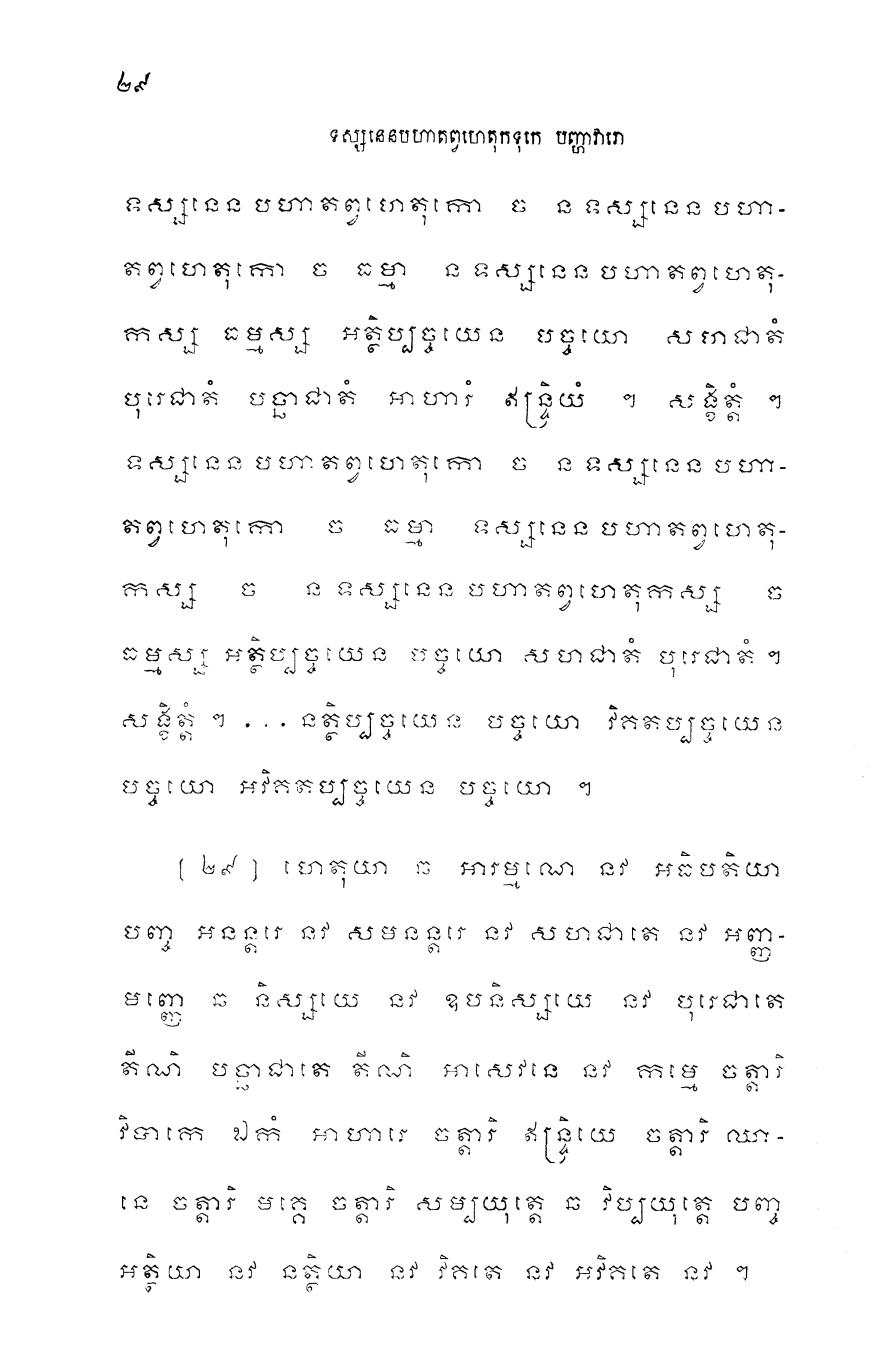 ២៩
ទស្សនេនបហាតព្វហេតុកទុកេ បញ្ហាវារោ
ទស្សនេនបហាតព្វហេតុកោ ច ន ទស្សនេនបហា-
តព្វហេតុកោ ច ធម្មា ន ទស្សនេនបហាតព្វហេតុ-
កស្ស ធម្មស្ស អត្ថិប្បច្ចយេន បច្ចយោ សហជាតំ
បុរេជាតំ បច្ឆាជាតំ អាហារំ ឥន្ទ្រិយំ ។ សង្ខិត្តំ ។
ទស្សនេនបហាតព្វហេតុកោ ច ន ទស្សនេនបហា-
តព្វហេតុកោ ច ធម្មា ទស្សនេនបហាតព្វហេតុ-
កស្ស ច ន ទស្សនេនបហាតព្វហេតុកស្ស ច
ធម្មស្ស អត្ថិប្បច្ចយេន បច្ចយោ សហជាតំ បុរេជាតំ ។
សង្ខិត្តំ ។ ... នត្ថិប្បច្ចយេន បច្ចយោ វិគតប្បច្ចយេន
បច្ចយោ អវិគតប្បច្ចយេន បច្ចយោ ។
[ ២៩ ] ហេតុយា ឆ អារម្មណេ នវ អធិបតិយា
បញ្ច អនន្តរេ នវ សមនន្តរេ នវ សហជាតេ នវ អញ្ញ-
មញ្ញេ ឆ និស្សយេ នវ ឧបនិស្សយេ នវ បុរេជាតេ
តីណិ បច្ឆាជាតេ តីណិ អាសេវនេ នវ កម្មេ ចត្តារិ
វិបាកេ ឯកំ អាហារេ ចត្តារិ ឥន្ទ្រិយេ ចត្តារិ ឈា-
នេ ចត្តារិ មគ្គេ ចត្តារិ សម្បយុត្តេ ឆ វិប្បយុត្តេ បញ្ច
អត្ថិយា នវ នត្ថិយា នវ វិគតេ នវ អវិគតេ នវ ។